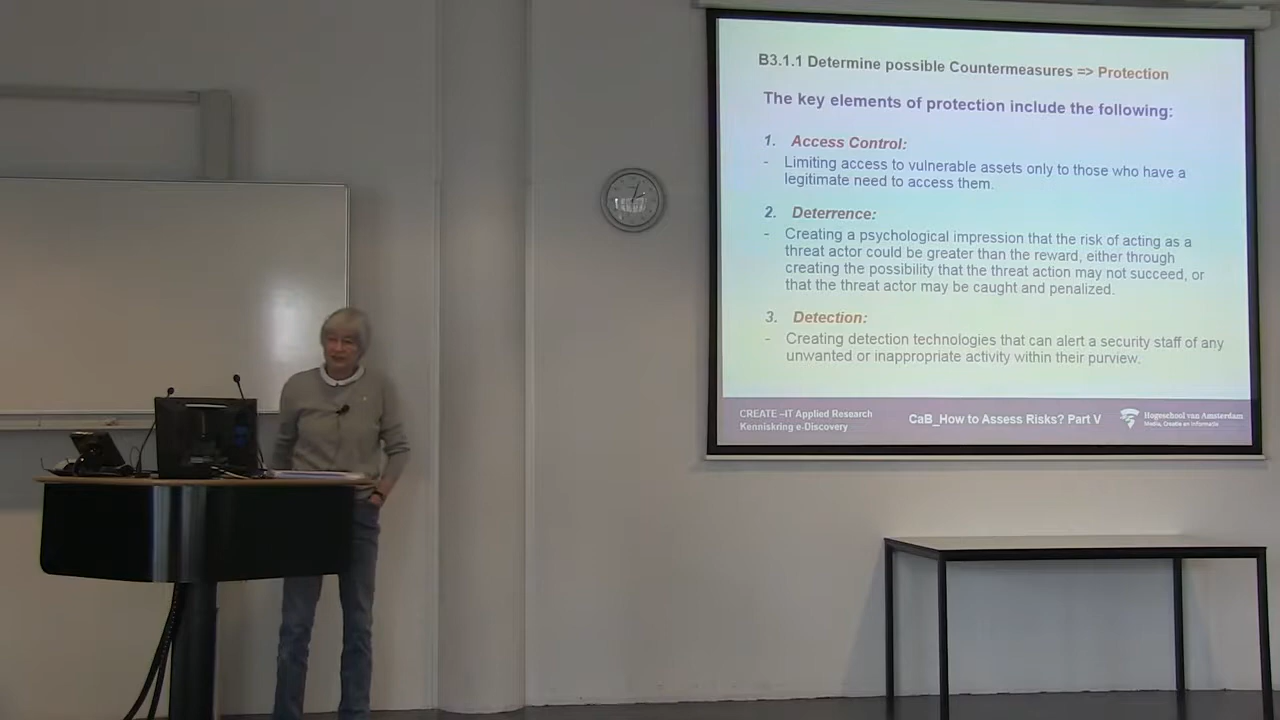 B3.1.1 Determine possible Countermeasures => Protection
The key elements of protection include the following:
1. Access Control:
- Limiting access to vulnerable assets only to those who have a
legitimate need to access them.
2. Deterrence:
- Creating a psychological impression that the risk of acting as a
threat actor could be greater than the reward, either through
creating the possibility that the threat action may not succeed, or
that the threat actor may be caught and penalized.
3. Detection:
- Creating detection technologies that can alert a security staff of any
unwanted or inappropriate activity within their purview.
CREATE –IT Applied Research
Kenniskring e-Discovery
CaB_How to Assess Risks? Part V
Hogeschool van Amsterdam
Media, Creatie en Informatie